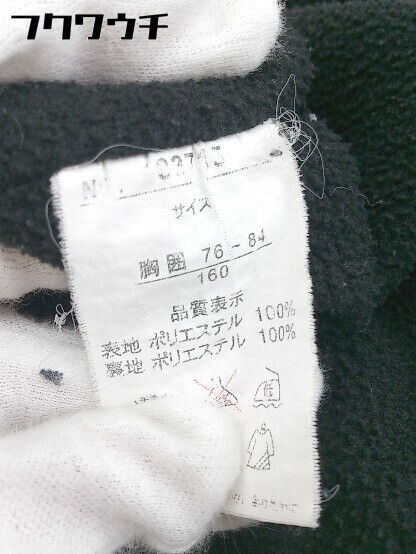 フクワウチ
サイズ
胸囲 76～84
160
品質表示
表地 ポリエステル 100%
裏地 ポリエステル 100%
低